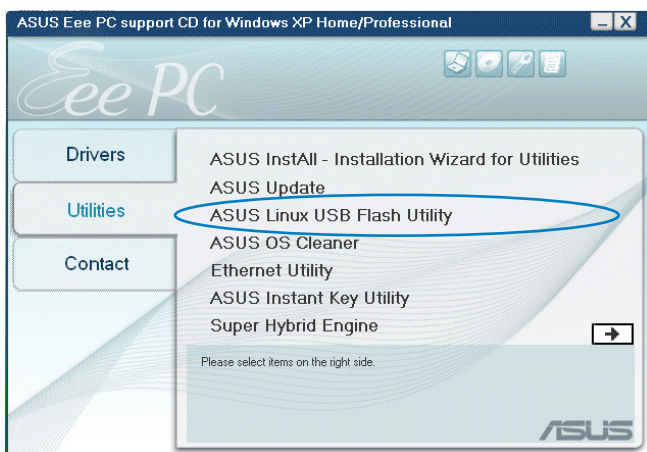 ASUS Eee PC support CD for Windows XP Home/Professional
Eee PC
Drivers
Utilities
Contact
ASUS InstAll - Installation Wizard for Utilities
ASUS Update
ASUS Linux USB Flash Utility
ASUS OS Cleaner
Ethernet Utility
ASUS Instant Key Utility
Super Hybrid Engine
Please select items on the right side.
ASUS